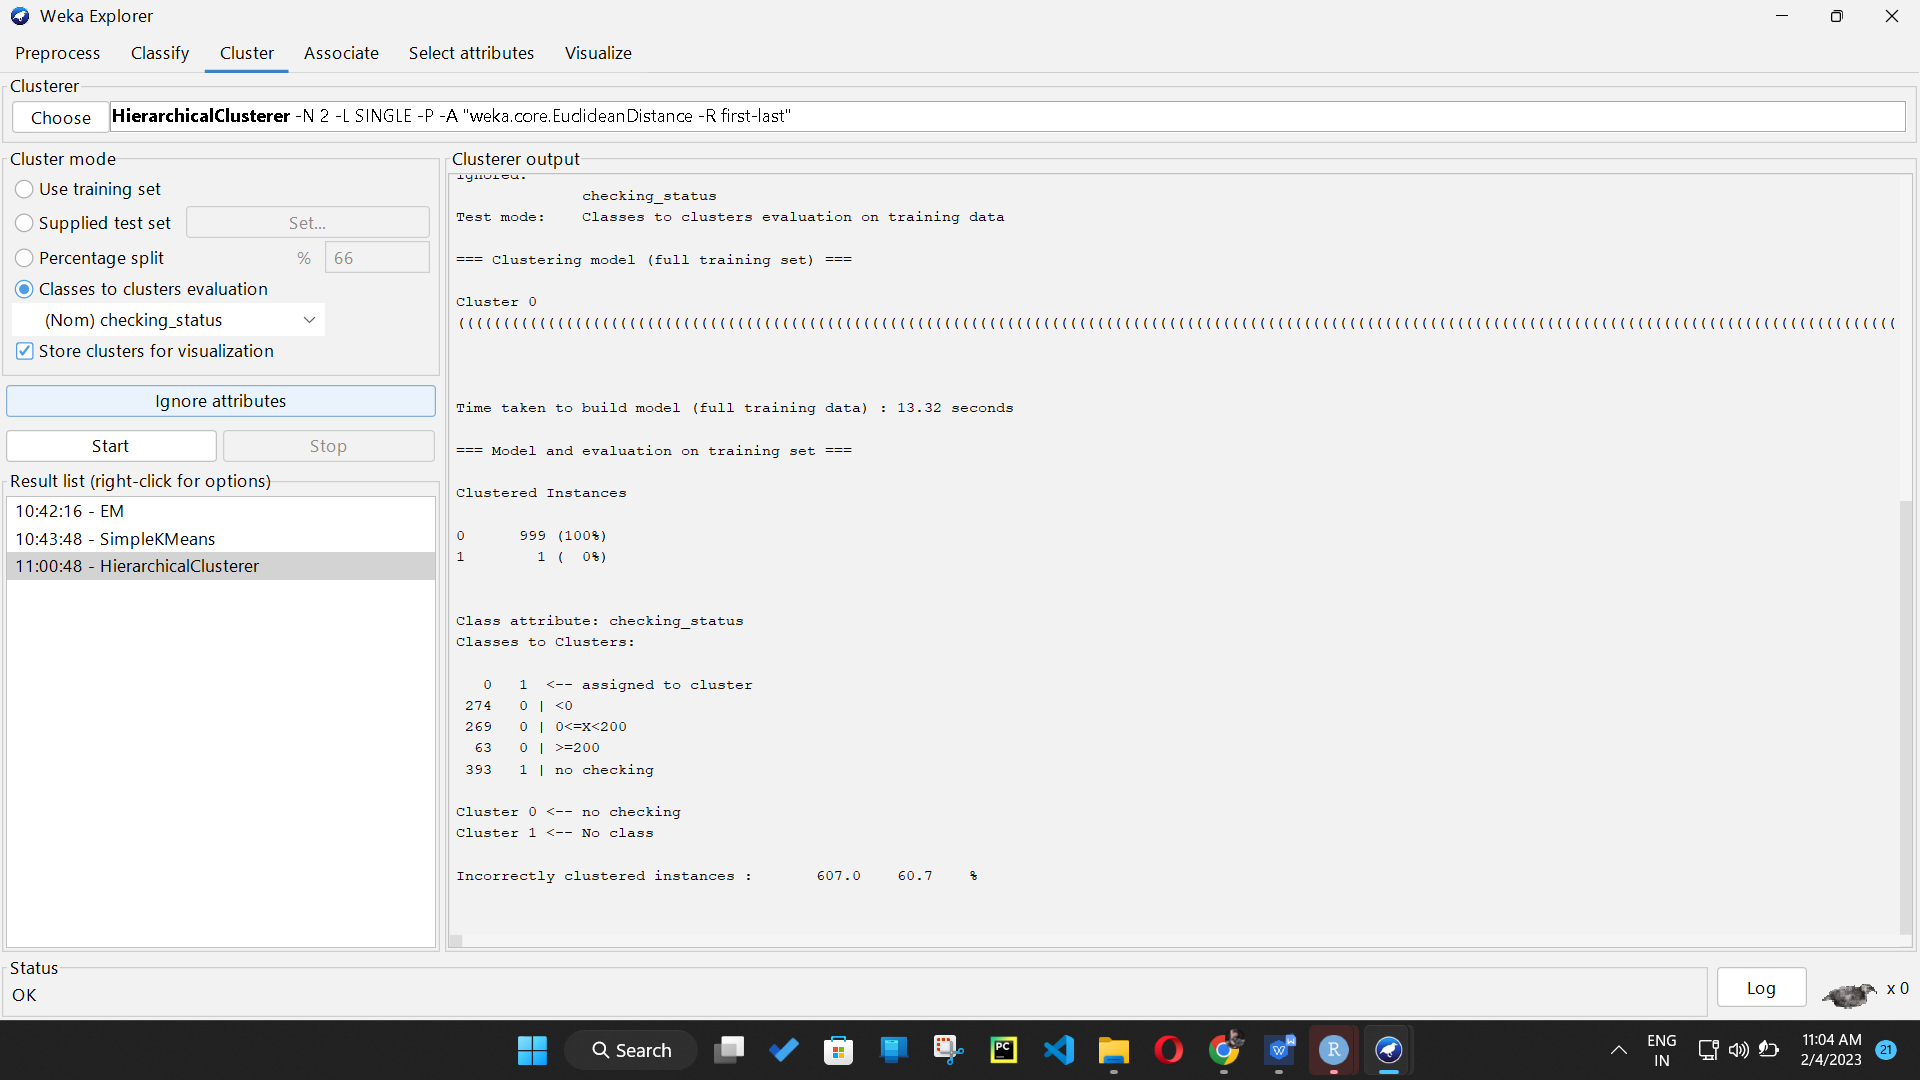 Weka Explorer
Preprocess Classify Cluster Associate Select attributes Visualize
Clusterer
Choose HierarchicalClusterer -N 2 -L SINGLE -P -A "weka.core.EuclideanDistance -R first-last"
Cluster mode
Use training set
Supplied test set Set...
Percentage split % 66
Classes to clusters evaluation
(Nom) checking_status
Store clusters for visualization
Ignore attributes
Start Stop
Result list (right-click for options)
10:42:16 - EM
10:43:48 - SimpleKMeans
11:00:48 - HierarchicalClusterer
Clusterer output
Ignored:
checking_status
Test mode: Classes to clusters evaluation on training data
=== Clustering model (full training set) ===
Cluster 0
((((((((((((((((((((((((((((((((((((((((((((((((((((((((((((((((((((((((((((((((((((((((((((((((((((((((((((((((((((((((((((((((((((((((((((((((((((((((((((((((
Time taken to build model (full training data) : 13.32 seconds
=== Model and evaluation on training set ===
Clustered Instances
0 999 (100%)
1 1 ( 0%)
Class attribute: checking_status
Classes to Clusters:
0 1 <-- assigned to cluster
274 0 | <0
269 0 | 0<=X<200
63 0 | >=200
393 1 | no checking
Cluster 0 <-- no checking
Cluster 1 <-- No class
Incorrectly clustered instances : 607.0 60.7 %
Status
OK
Log x 0
Search
PC
W
R
ENG
IN
11:04 AM
2/4/2023
21